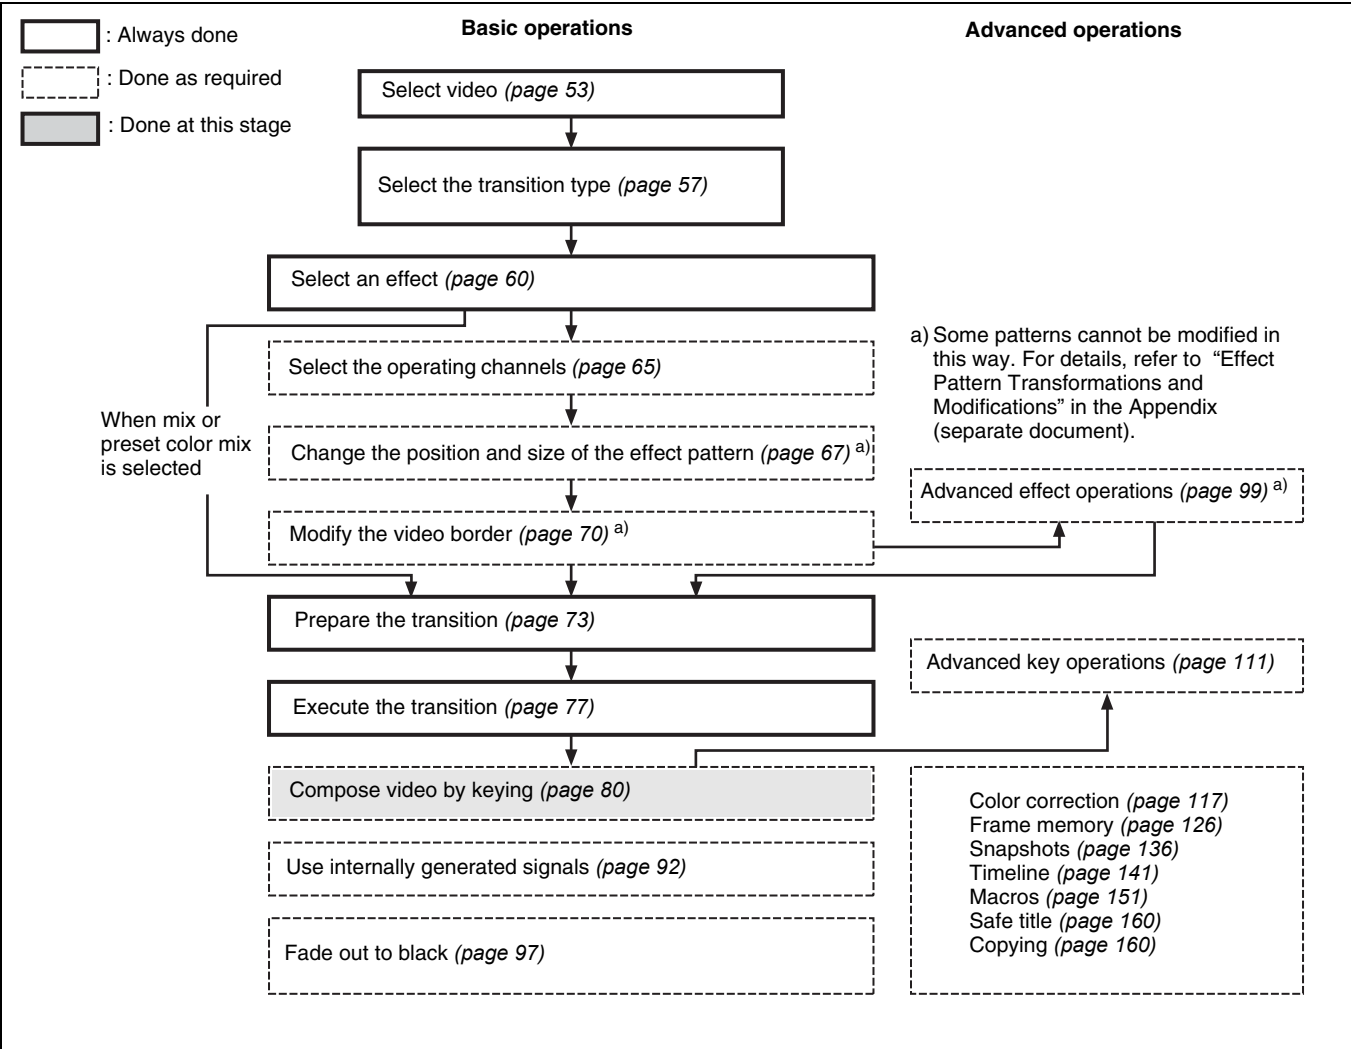 Basic operations
Advanced operations
: Always done
: Done as required
: Done at this stage
Select video (page 53)
Select the transition type (page 57)
Select an effect (page 60)
Select the operating channels (page 65)
When mix or
preset color mix
is selected
Change the position and size of the effect pattern (page 67) a)
Modify the video border (page 70) a)
a) Some patterns cannot be modified in
this way. For details, refer to “Effect
Pattern Transformations and
Modifications” in the Appendix
(separate document).
Advanced effect operations (page 99) a)
Prepare the transition (page 73)
Execute the transition (page 77)
Advanced key operations (page 111)
Compose video by keying (page 80)
Use internally generated signals (page 92)
Fade out to black (page 97)
Color correction (page 117)
Frame memory (page 126)
Snapshots (page 136)
Timeline (page 141)
Macros (page 151)
Safe title (page 160)
Copying (page 160)